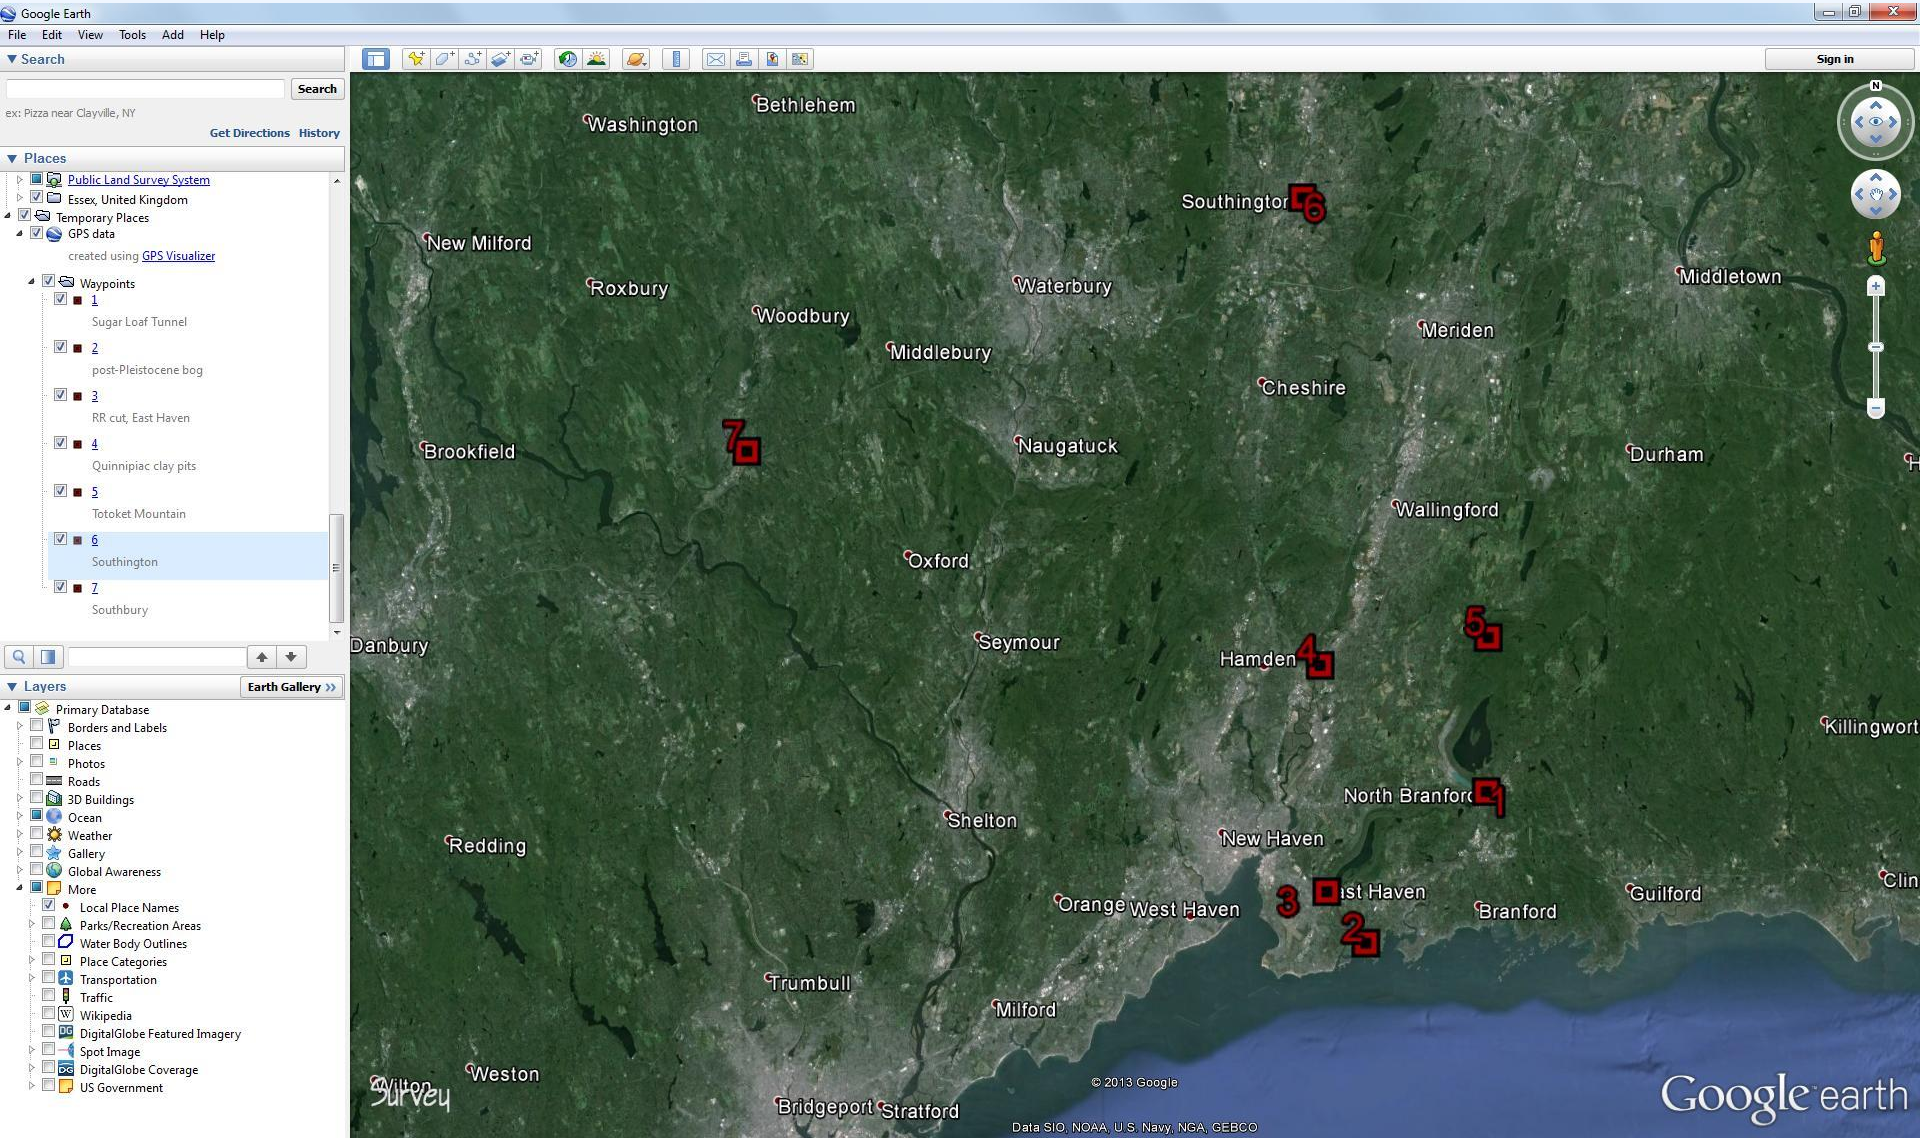 Google Earth
File Edit View Tools Add Help
Search
Search
ex: Pizza near Clayville, NY
Get Directions History
Places
Public Land Survey System
Essex, United Kingdom
Temporary Places
GPS data
created using GPS Visualizer
Waypoints
1
Sugar Loaf Tunnel
2
post-Pleistocene bog
3
RR cut, East Haven
4
Quinnipiac clay pits
5
Totoket Mountain
6
Southington
7
Southbury
Layers
Earth Gallery >>
Primary Database
Borders and Labels
Places
Photos
Roads
3D Buildings
Ocean
Weather
Gallery
Global Awareness
More
Local Place Names
Parks/Recreation Areas
Water Body Outlines
Place Categories
Transportation
Traffic
W Wikipedia
DG DigitalGlobe Featured Imagery
Spot Image
DG DigitalGlobe Coverage
US Government
Sign in
N
Bethlehem
Washington
Southington
6
New Milford
Middletown
Roxbury
Waterbury
Woodbury
Meriden
Middlebury
Cheshire
7
Brookfield
Naugatuck
Durham
H
Wallingford
Oxford
5
Danbury
Seymour
Hamden
4
Killingwort
North Branford
1
Shelton
New Haven
Redding
Clin
3
ast Haven
Guilford
Orange
West Haven
Branford
2
Trumbull
Milford
Weston
Wilton
Survey
© 2013 Google
Google earth
Bridgeport
Stratford
Data SIO, NOAA, U.S. Navy, NGA, GEBCO